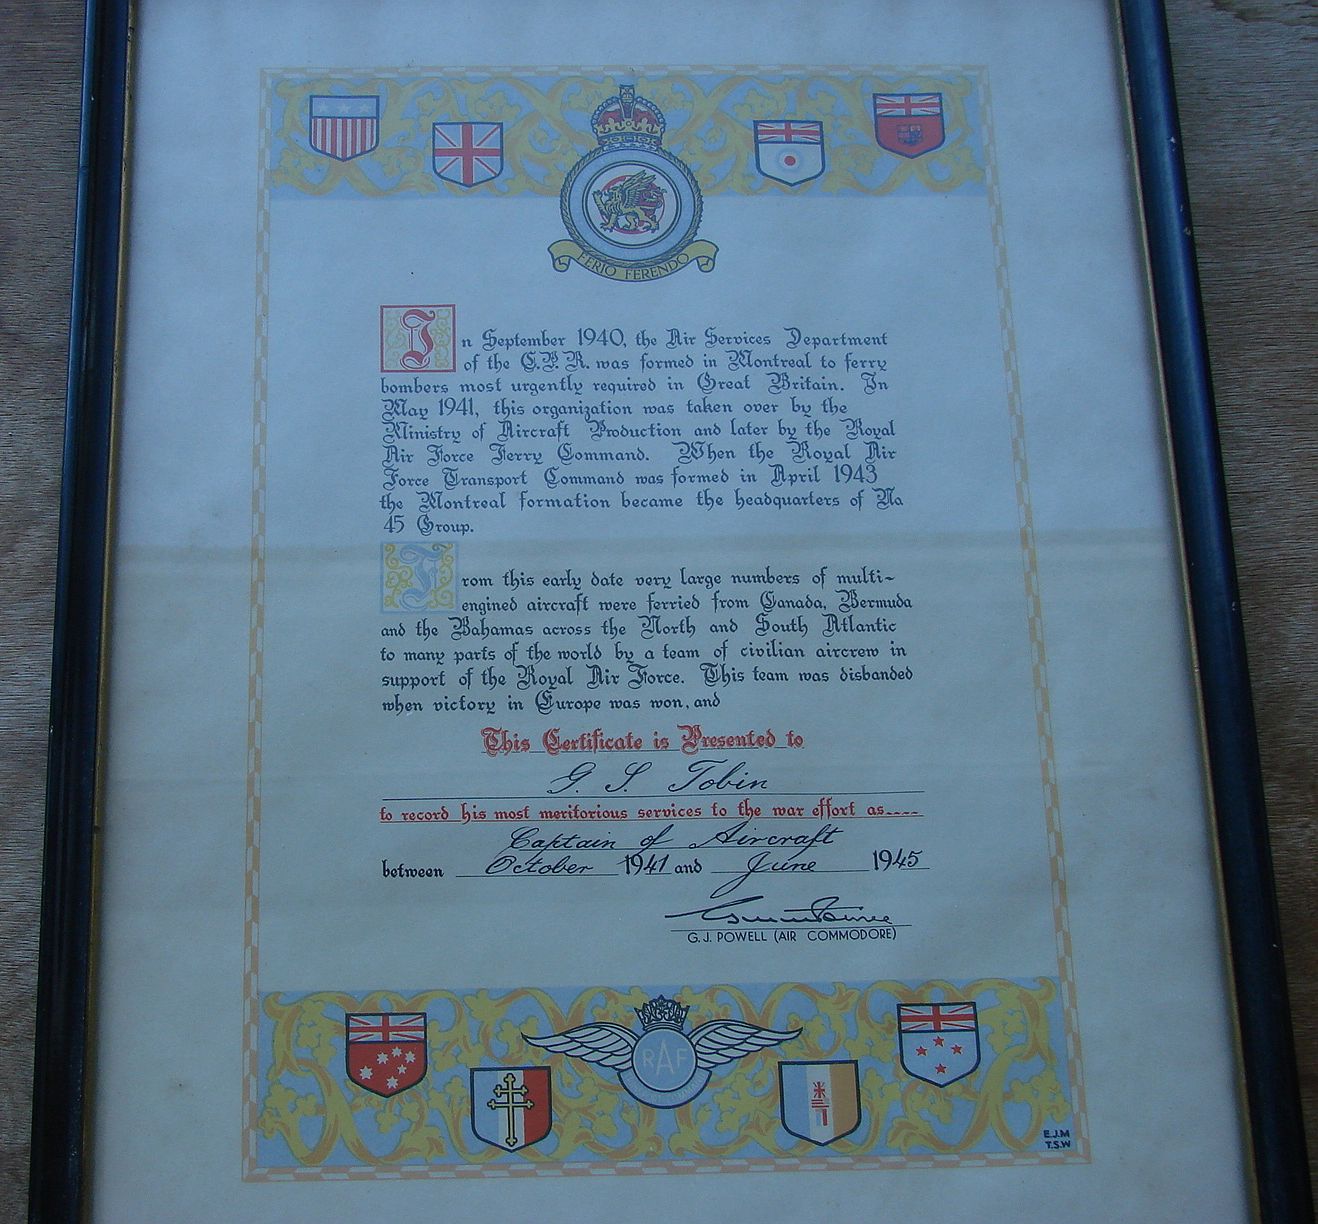 FERIO FERENDO
In September 1940, the Air Services Department
of the C.P.R. was formed in Montreal to ferry
bombers most urgently required in Great Britain. In
May 1941, this organization was taken over by the
Ministry of Aircraft Production and later by the Royal
Air Force Ferry Command. When the Royal Air
Force Transport Command was formed in April 1943
the Montreal formation became the headquarters of No
45 Group.
From this early date very large numbers of multi-
engined aircraft were ferried from Canada, Bermuda
and the Bahamas across the North and South Atlantic
to many parts of the world by a team of civilian aircrew in
support of the Royal Air Force. This team was disbanded
when victory in Europe was won, and
This Certificate is Presented to
G. S. Tobin
to record his most meritorious services to the war effort as....
Captain of Aircraft
between October 1941 and June 1945
G. J. POWELL (AIR COMMODORE)
RAF
E.J.M
T.S.W